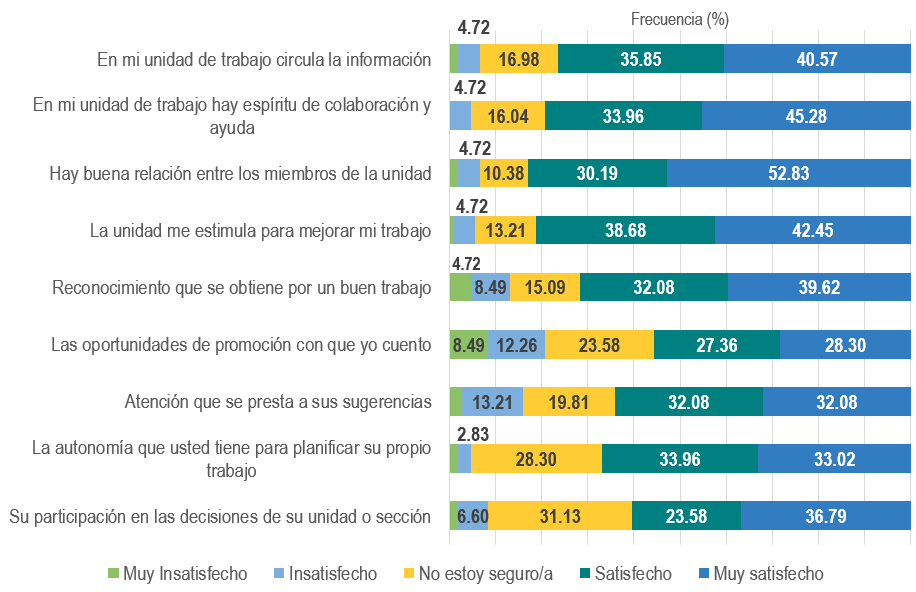 Frecuencia (%)
4.72
En mi unidad de trabajo circula la información 16.98 35.85 40.57
4.72
En mi unidad de trabajo hay espíritu de colaboración y
ayuda 16.04 33.96 45.28
4.72
Hay buena relación entre los miembros de la unidad 10.38 30.19 52.83
4.72
La unidad me estimula para mejorar mi trabajo 13.21 38.68 42.45
4.72
Reconocimiento que se obtiene por un buen trabajo 8.49 15.09 32.08 39.62
Las oportunidades de promoción con que yo cuento 8.49 12.26 23.58 27.36 28.30
Atención que se presta a sus sugerencias 13.21 19.81 32.08 32.08
2.83
La autonomía que usted tiene para planificar su propio
trabajo 28.30 33.96 33.02
Su participación en las decisiones de su unidad o sección 6.60 31.13 23.58 36.79
Muy Insatisfecho Insatisfecho No estoy seguro/a Satisfecho Muy satisfecho